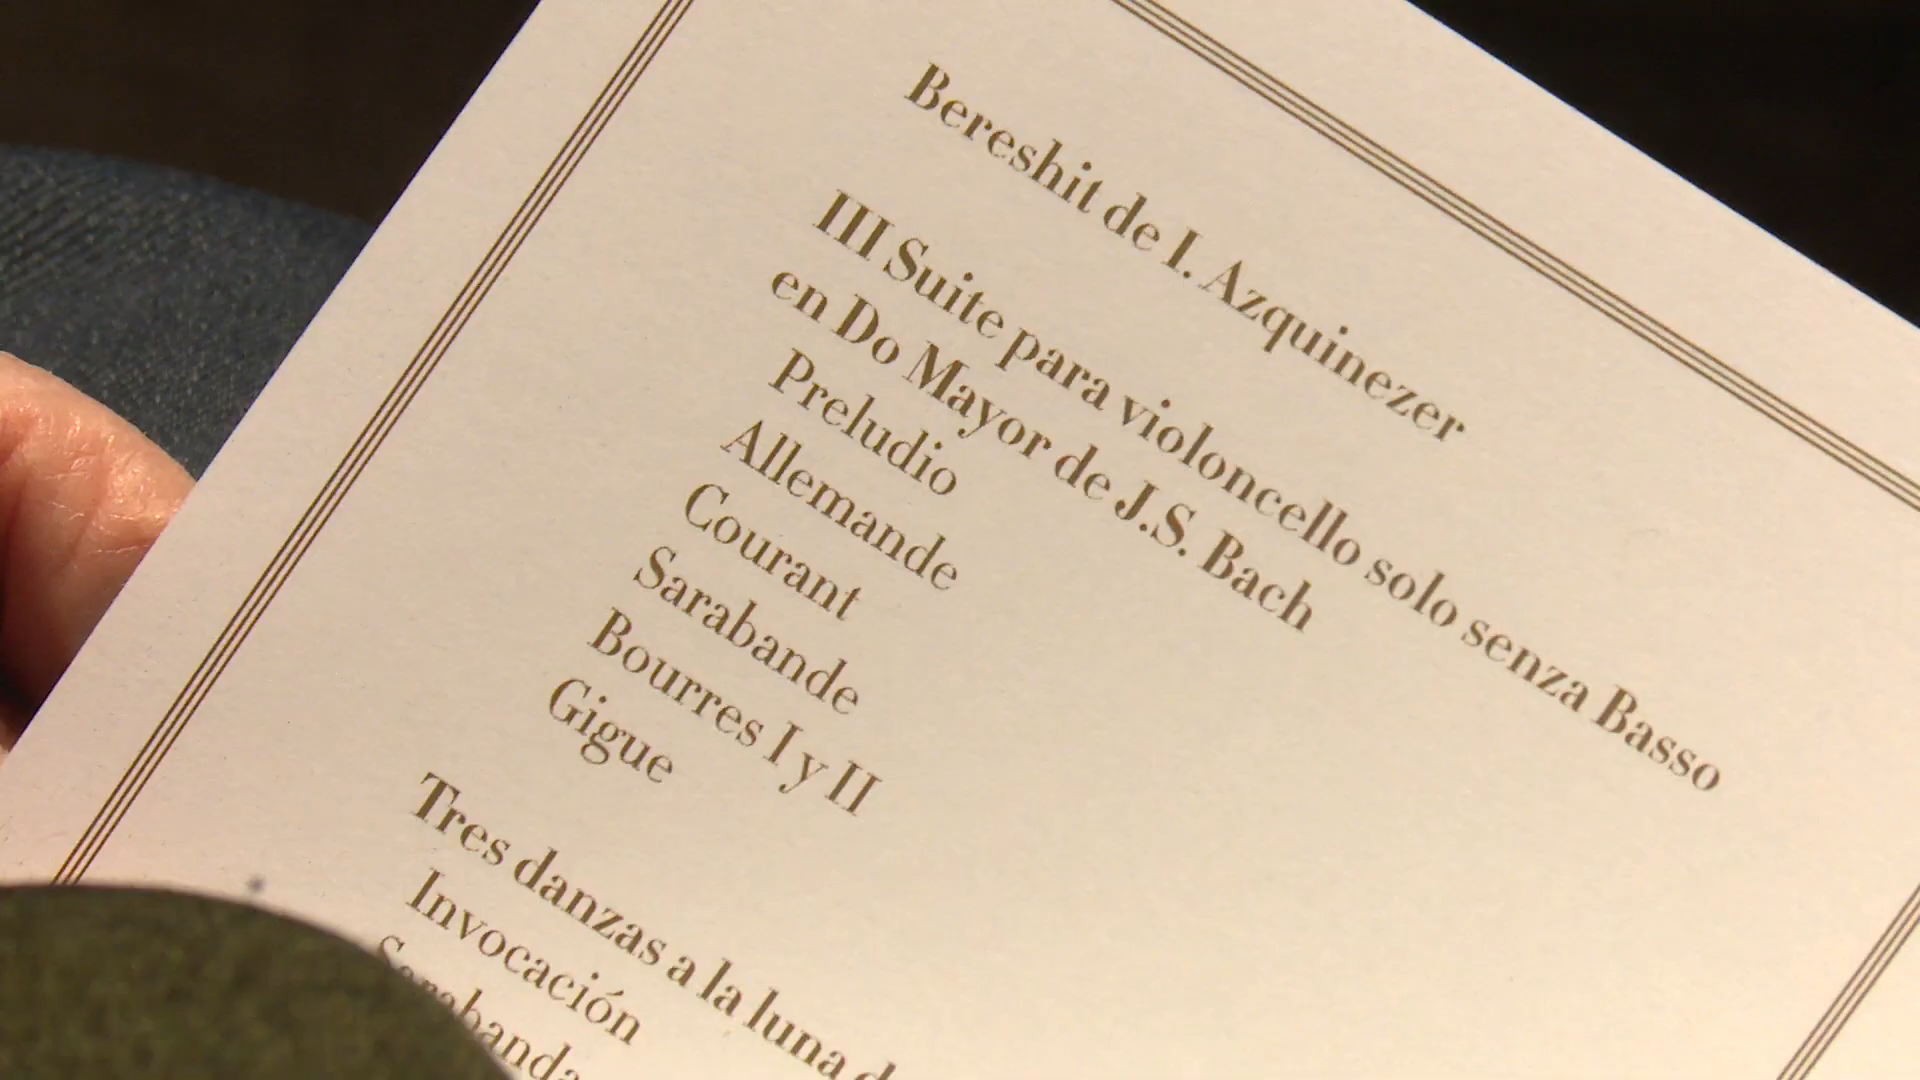 Bereshit de I. Azquinezer
III Suite para violoncello solo senza Basso
en Do Mayor de J.S. Bach
Preludio
Allemande
Courant
Sarabande
Bourres I y II
Gigue
Tres danzas a la luna
Invocación
Sarabanda